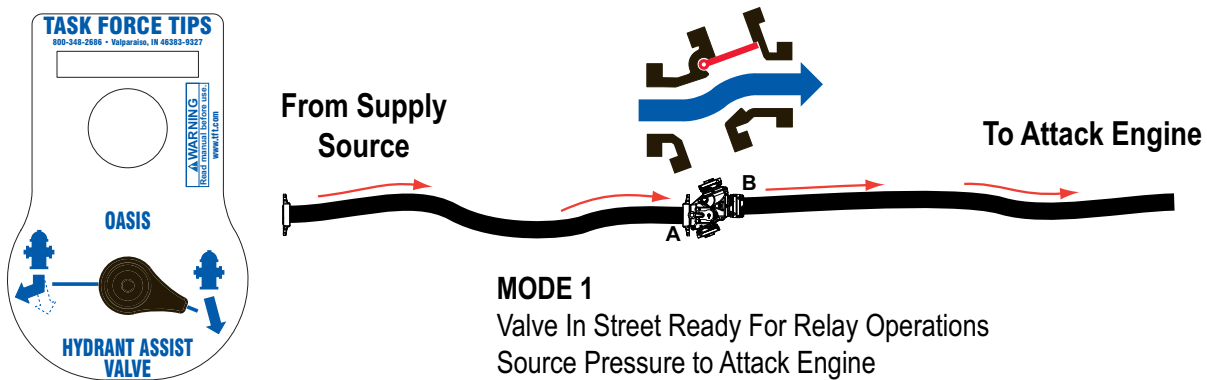 TASK FORCE TIPS
800-348-2686 • Valparaiso, IN 46383-9327
WARNING
Read manual before use.
www.tft.com
OASIS
HYDRANT ASSIST
VALVE
From Supply
Source
To Attack Engine
A
B
MODE 1
Valve In Street Ready For Relay Operations
Source Pressure to Attack Engine